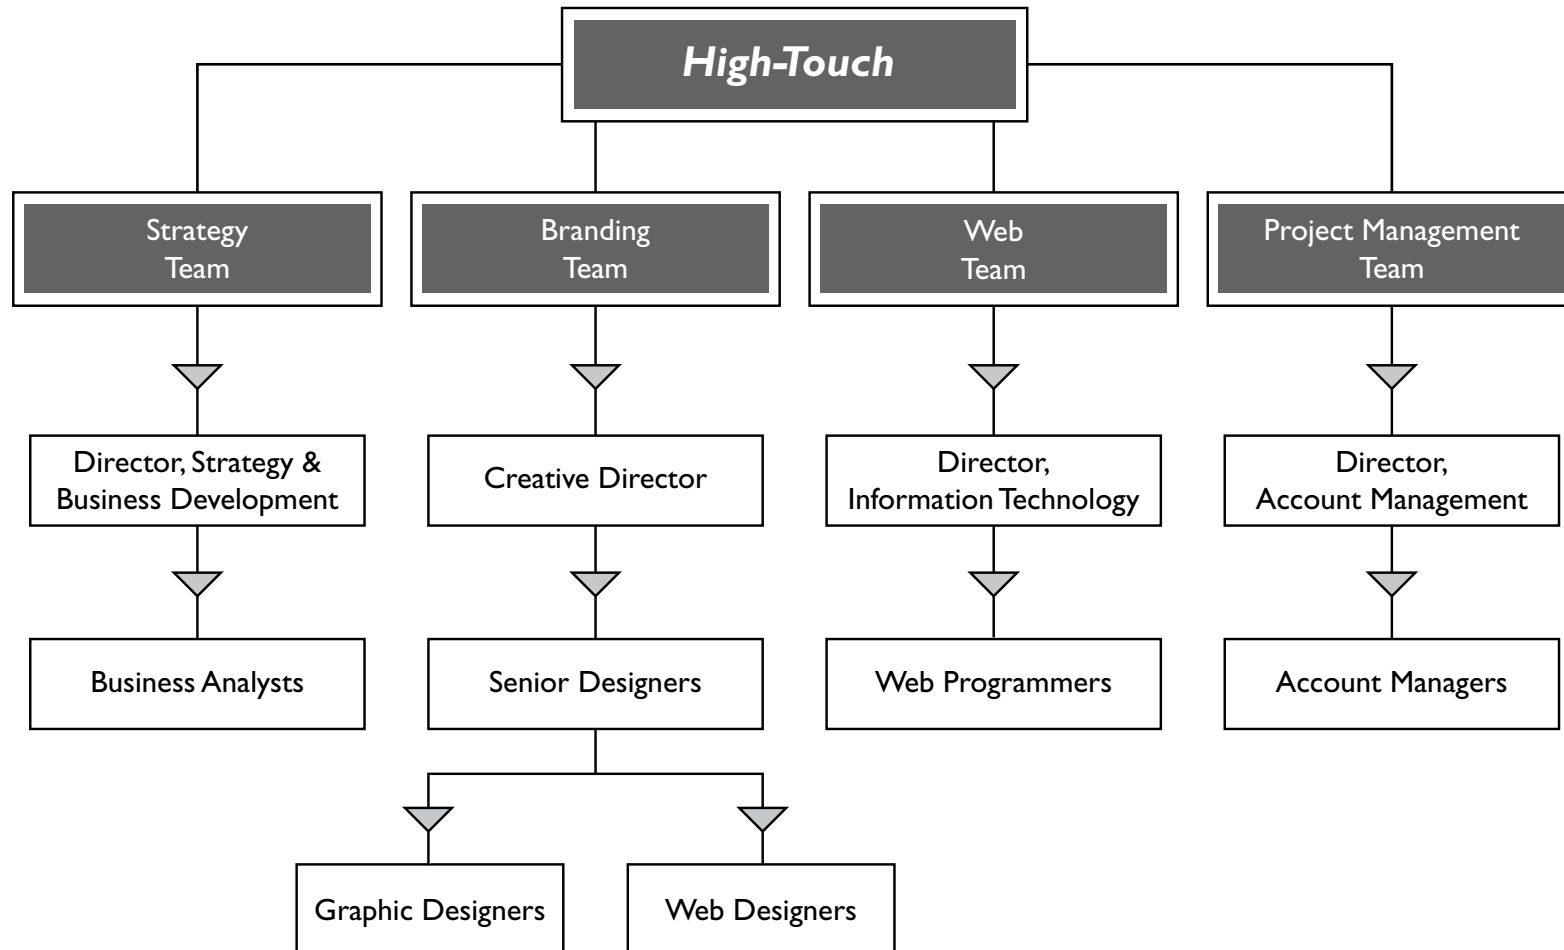 High-Touch
Strategy
Team
Branding
Team
Web
Team
Project Management
Team
Director, Strategy &
Business Development
Creative Director
Director,
Information Technology
Director,
Account Management
Business Analysts
Senior Designers
Web Programmers
Account Managers
Graphic Designers
Web Designers